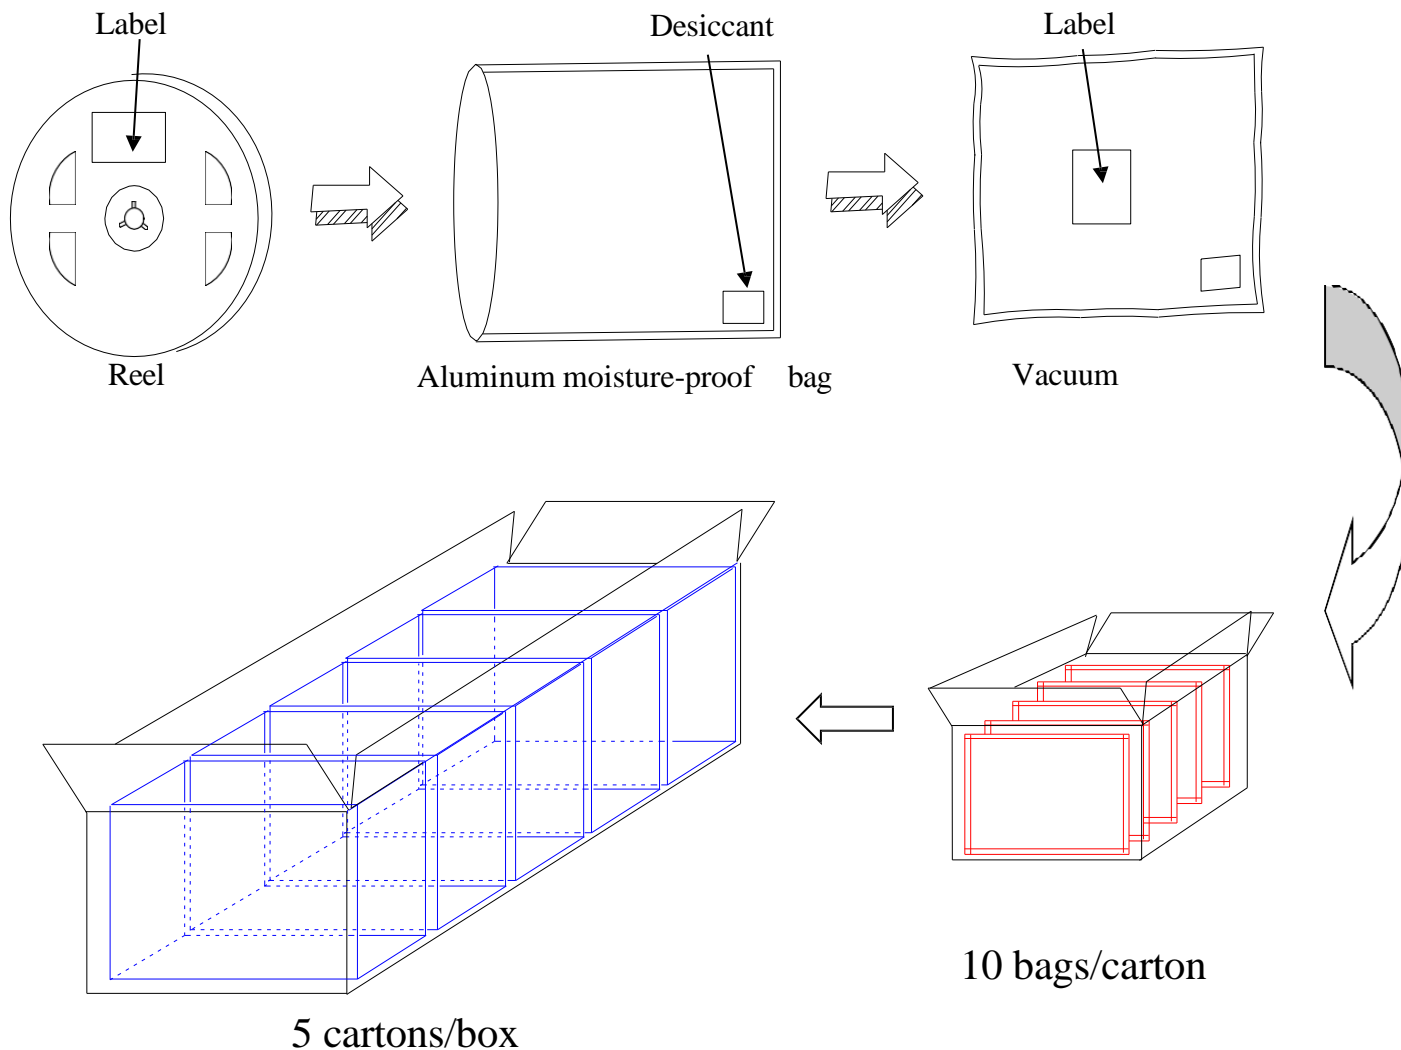 Label
Desiccant
Label
Reel
Aluminum moisture-proof bag
Vacuum
10 bags/carton
5 cartons/box